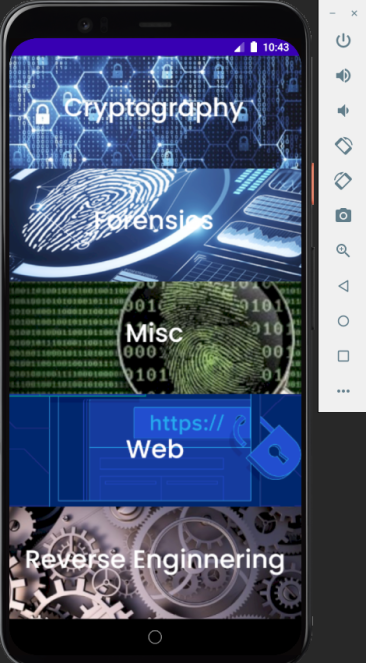 10:43
Cryptography
Forensics
Misc
https://
Web
Reverse Enginnering